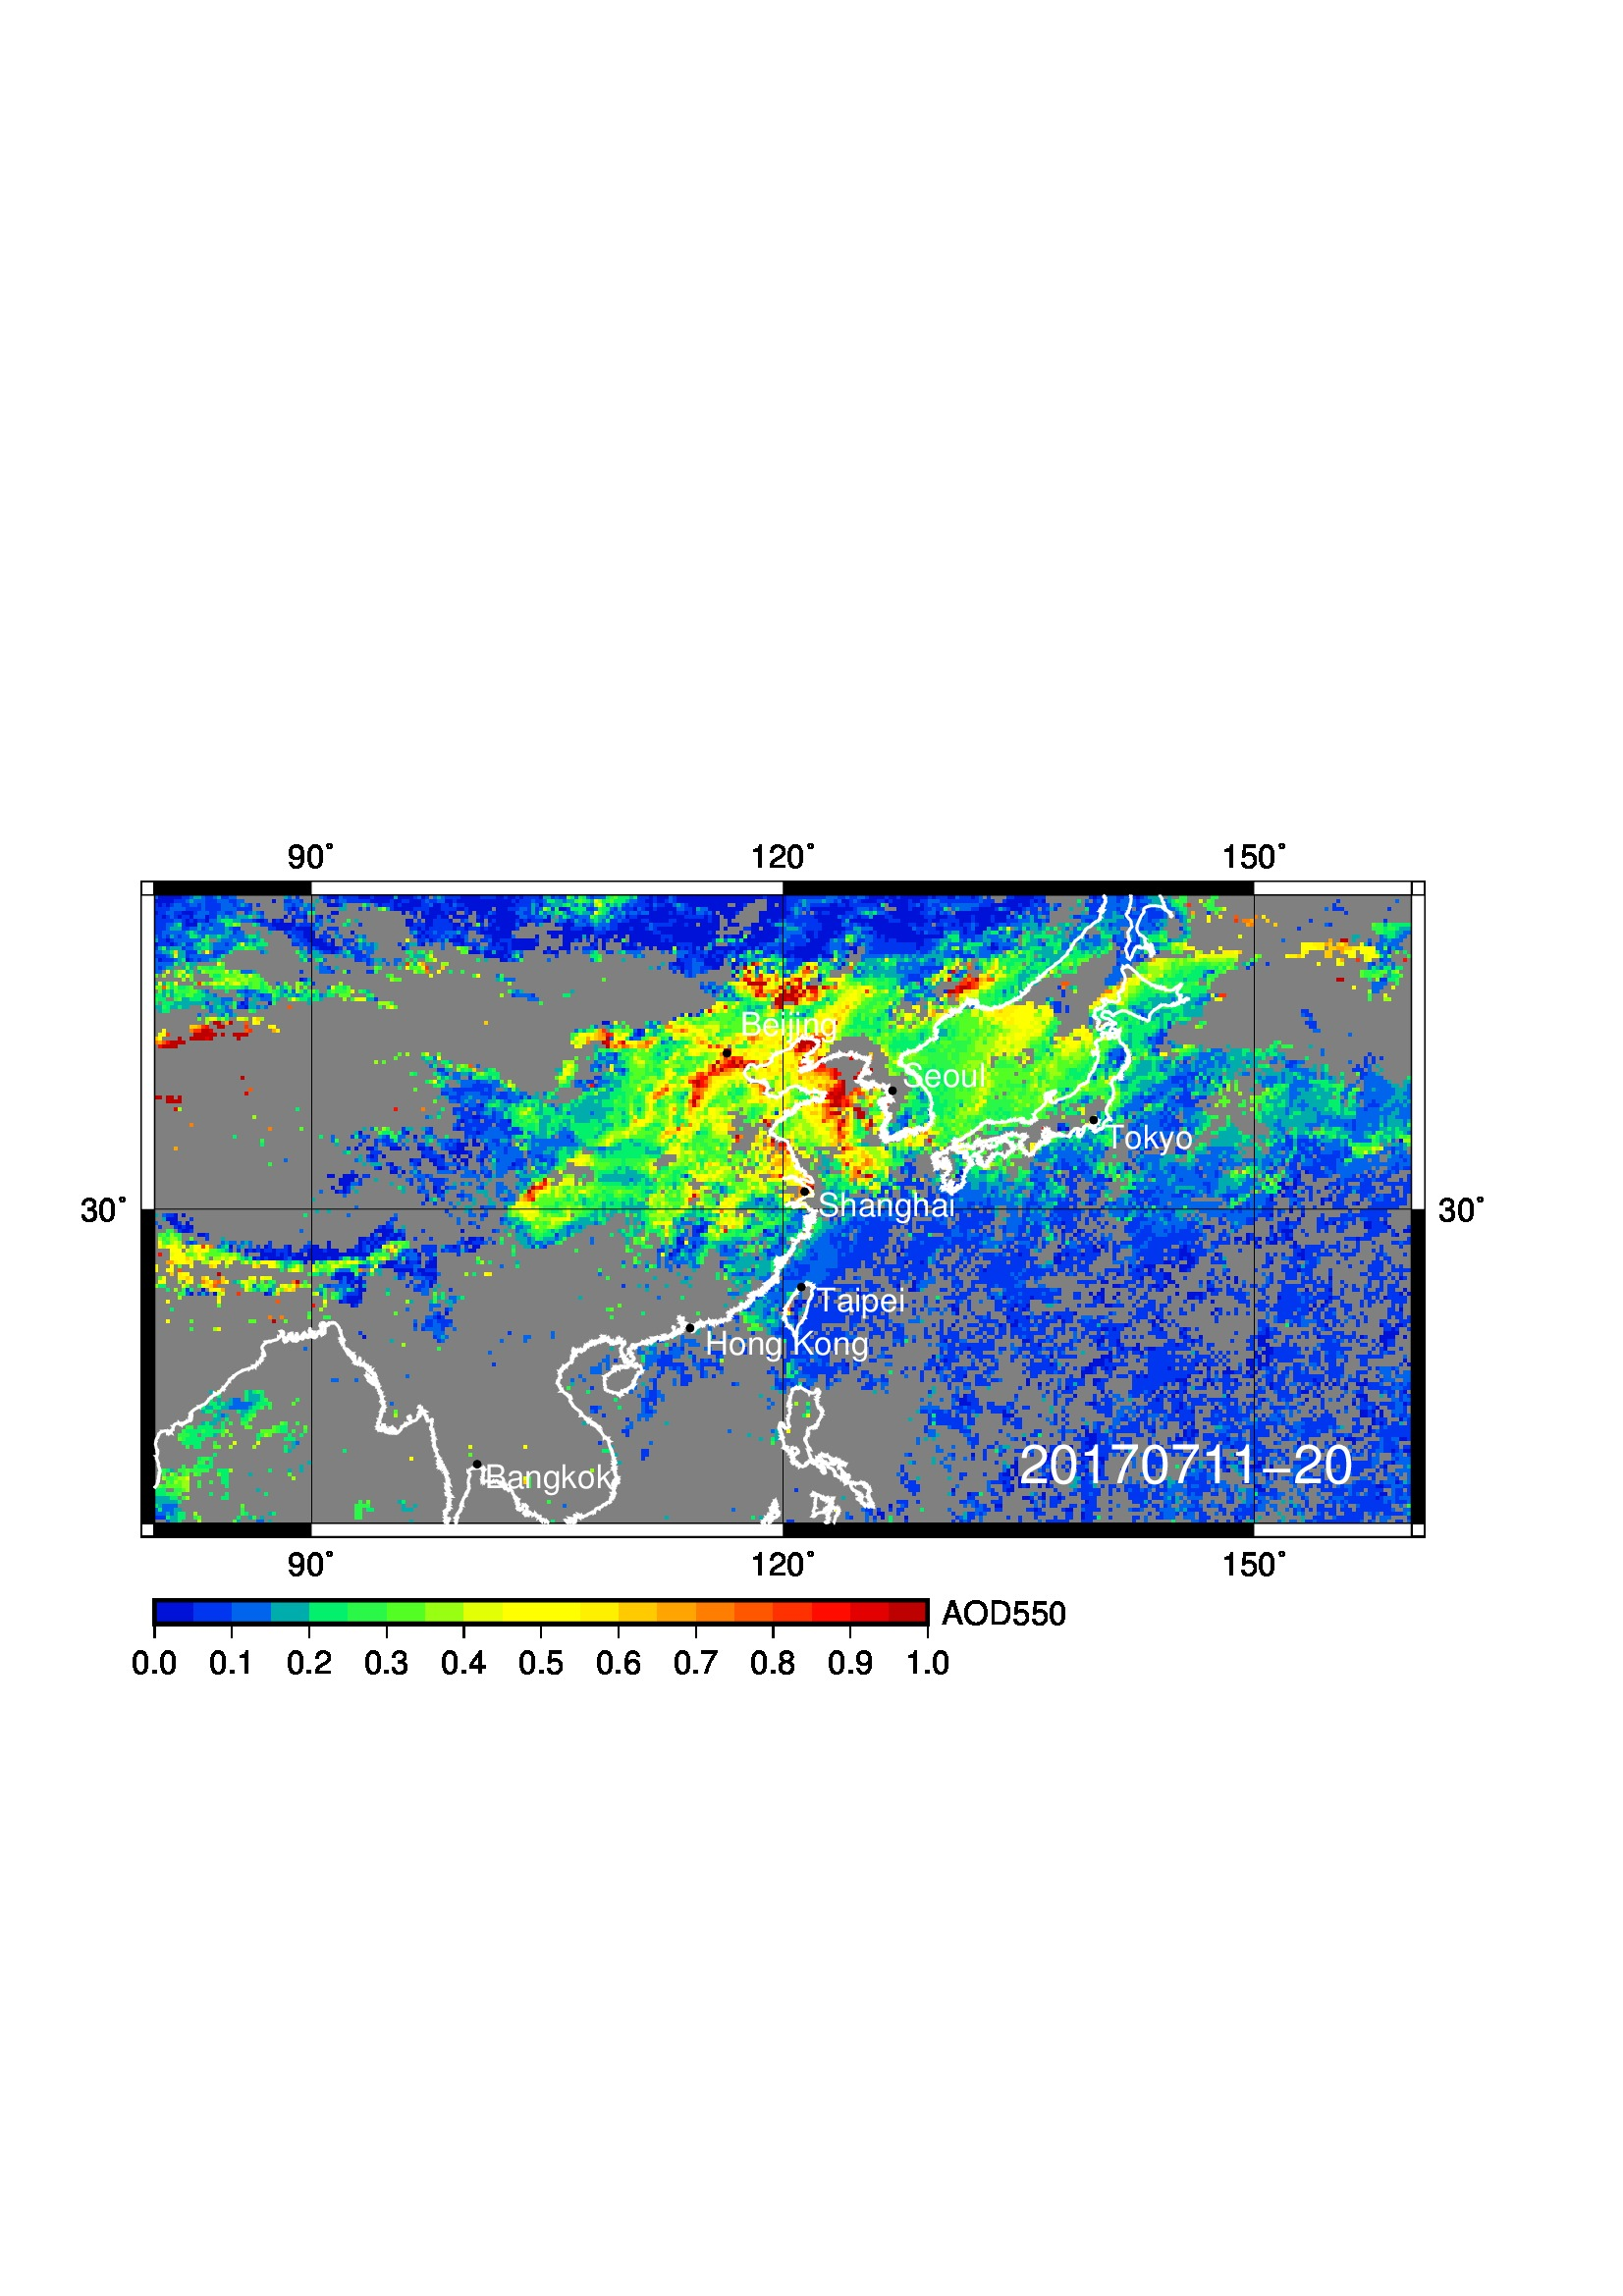 90˚ 120˚ 150˚
Beijing
Seoul
Tokyo
30˚ Shanghai 30˚
Taipei
Hong Kong
20170711−20
Bangkok
90˚ 120˚ 150˚
AOD550
0.0 0.1 0.2 0.3 0.4 0.5 0.6 0.7 0.8 0.9 1.0